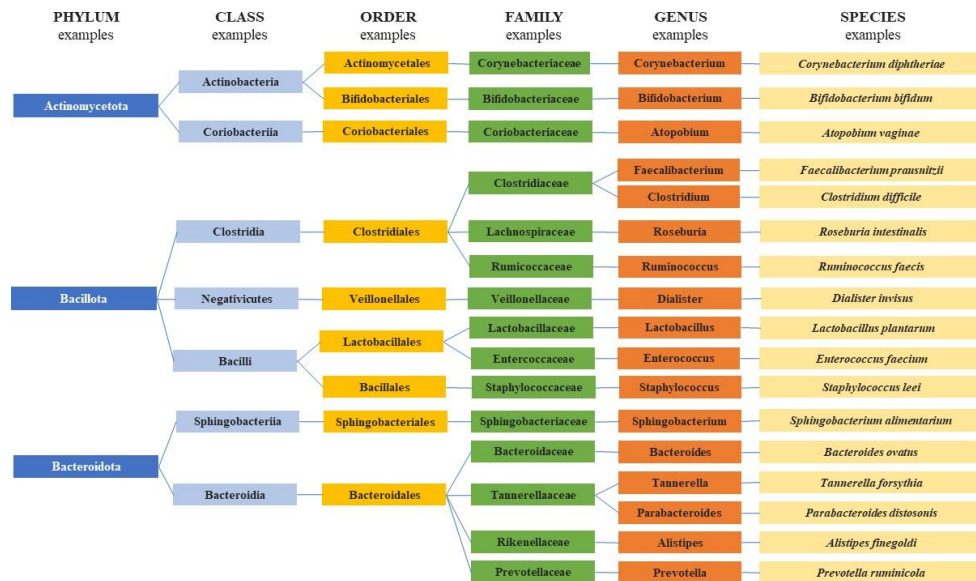 PHYLUM CLASS ORDER FAMILY GENUS SPECIES
examples examples examples examples examples examples
Actinomycetales Corynebacteriaceae Corynebacterium Corynebacterium diphtheriae
Actinobacteria
Bifidobacteriales Bifidobacteriaceae Bifidobacterium Bifidobacterium bifidum
Actinomycetota
Coriobacteriia Coriobacteriales Coriobacteriaceae Atopobium Atopobium vaginae
Faecalibacterium Faecalibacterium prausnitzii
Clostridiaceae
Clostridium Clostridium difficile
Clostridia Clostridiales Lachnospiraceae Roseburia Roseburia intestinalis
Rumicoccaceae Ruminococcus Ruminococcus faecis
Bacillota Negativicutes Veillonellales Veillonellaceae Dialister Dialister invisus
Lactobacillaceae Lactobacillus Lactobacillus plantarum
Lactobacillales
Bacilli Entercoccaceae Enterococcus Enterococcus faecium
Bacillales Staphylococcaceae Staphylococcus Staphylococcus leei
Sphingobacteriia Sphingobacteriales Sphingobacteriaceae Sphingobacterium Sphingobacterium alimentarium
Bacteroidaceae Bacteroides Bacteroides ovatus
Bacteroidota
Tannerella Tannerella forsythia
Bacteroidia Bacteroidales Tannerellaaceae
Parabacteroides Parabacteroides distosonis
Rikenellaceae Alistipes Alistipes finegoldi
Prevotellaceae Prevotella Prevotella ruminicola